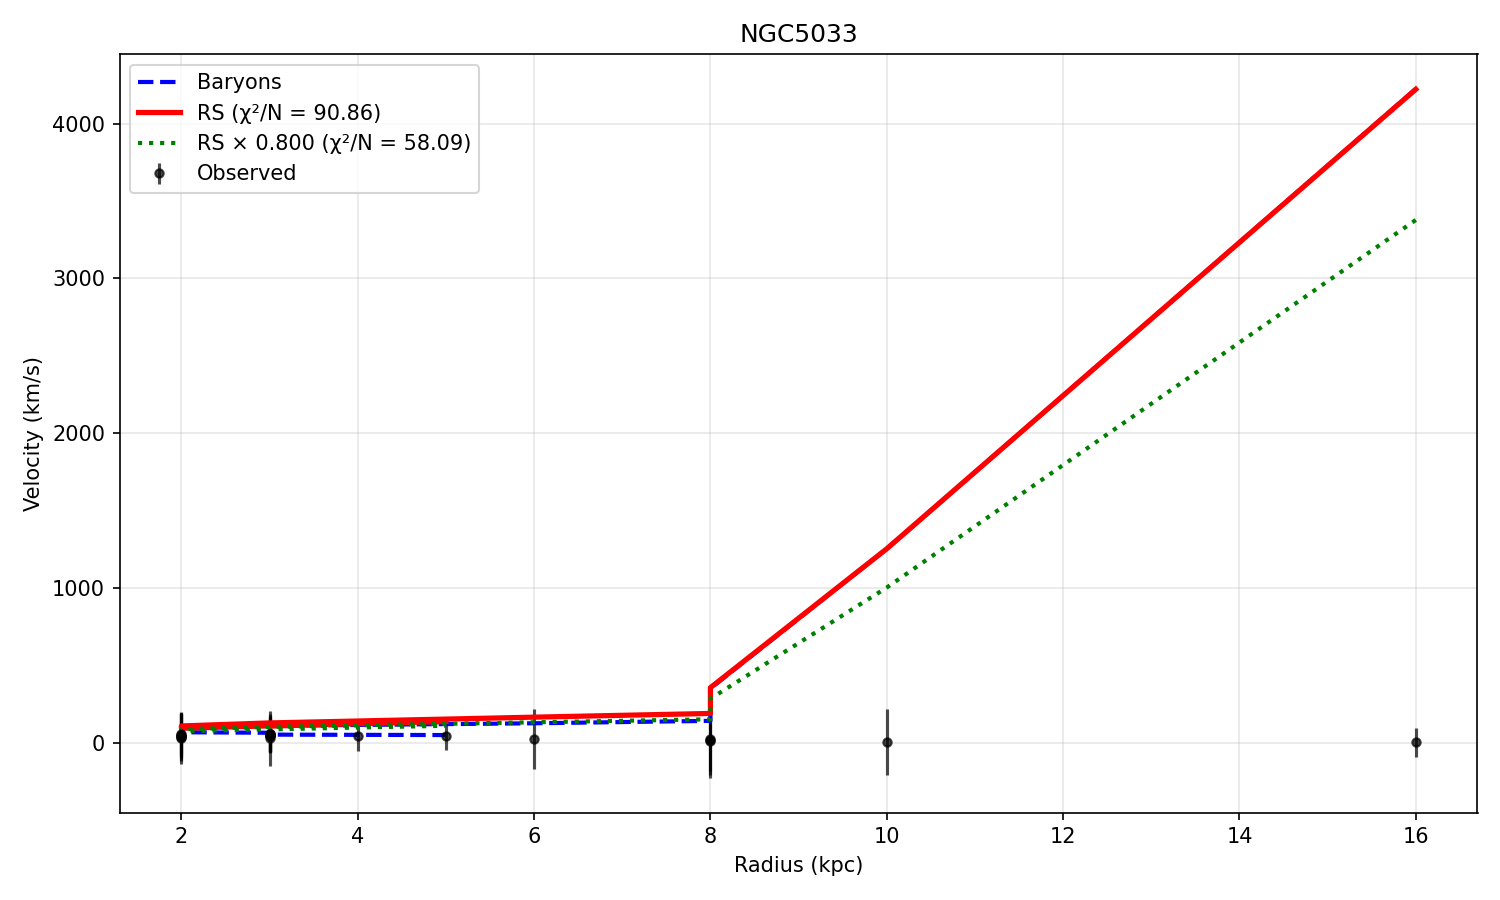 NGC5033
Baryons
RS (χ²/N = 90.86)
RS × 0.800 (χ²/N = 58.09)
Observed
Velocity (km/s)
4000
3000
2000
1000
0
2 4 6 8 10 12 14 16
Radius (kpc)